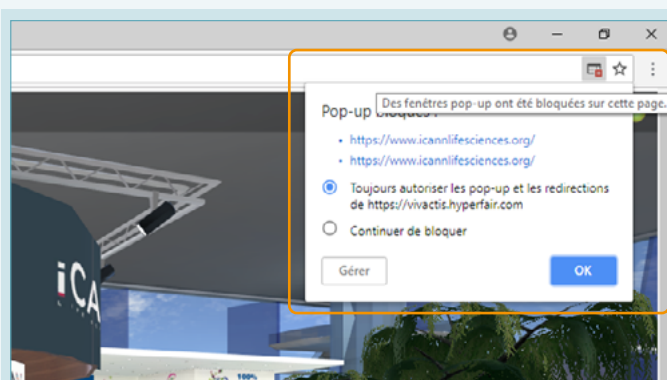 Des fenêtres pop-up ont été bloquées sur cette page.
Pop-up bloqués :
• https://www.icannlifesciences.org/
• https://www.icannlifesciences.org/
Toujours autoriser les pop-up et les redirections
de https://vivactis.hyperfair.com
Continuer de bloquer
Gérer
OK
iCA
100%